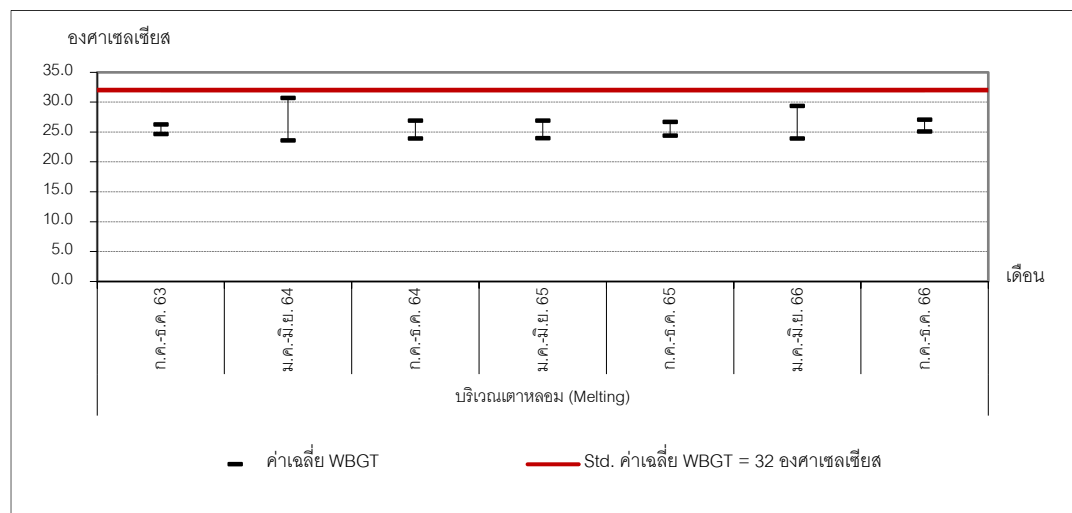 องศาเซลเซียส
35.0
30.0
25.0
20.0
15.0
10.0
5.0
0.0
เดือน
ก.ค.-ธ.ค. 63
ม.ค.-มิ.ย. 64
ก.ค.-ธ.ค. 64
ม.ค.-มิ.ย. 65
ก.ค.-ธ.ค. 65
ม.ค.-มิ.ย. 66
ก.ค.-ธ.ค. 66
บริเวณเตาหลอม (Melting)
ค่าเฉลี่ย WBGT
Std. ค่าเฉลี่ย WBGT = 32 องศาเซลเซียส